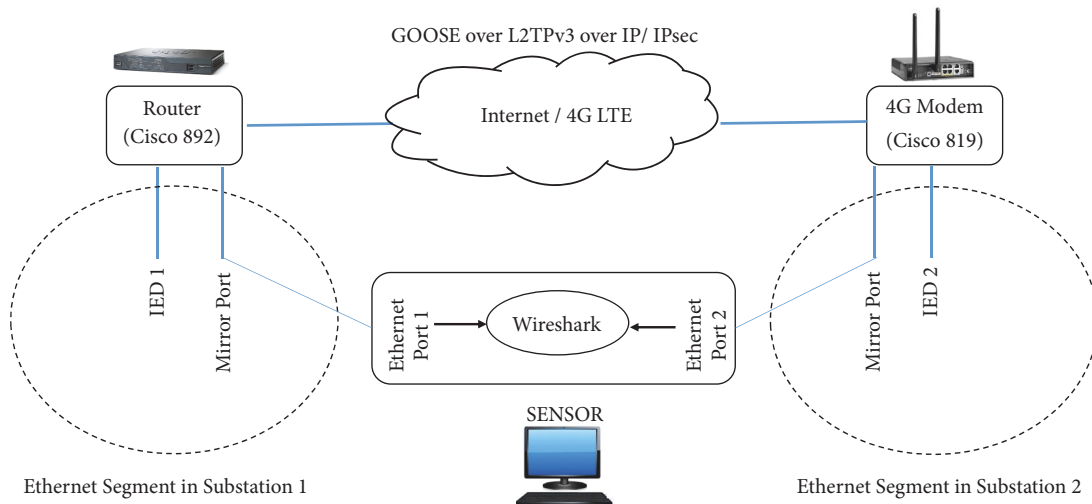 GOOSE over L2TPv3 over IP/ IPsec
Router
(Cisco 892)
Internet / 4G LTE
4G Modem
(Cisco 819)
IED 1
Mirror Port
Ethernet
Port 1
Wireshark
Ethernet
Port 2
Mirror Port
IED 2
SENSOR
Ethernet Segment in Substation 1
Ethernet Segment in Substation 2